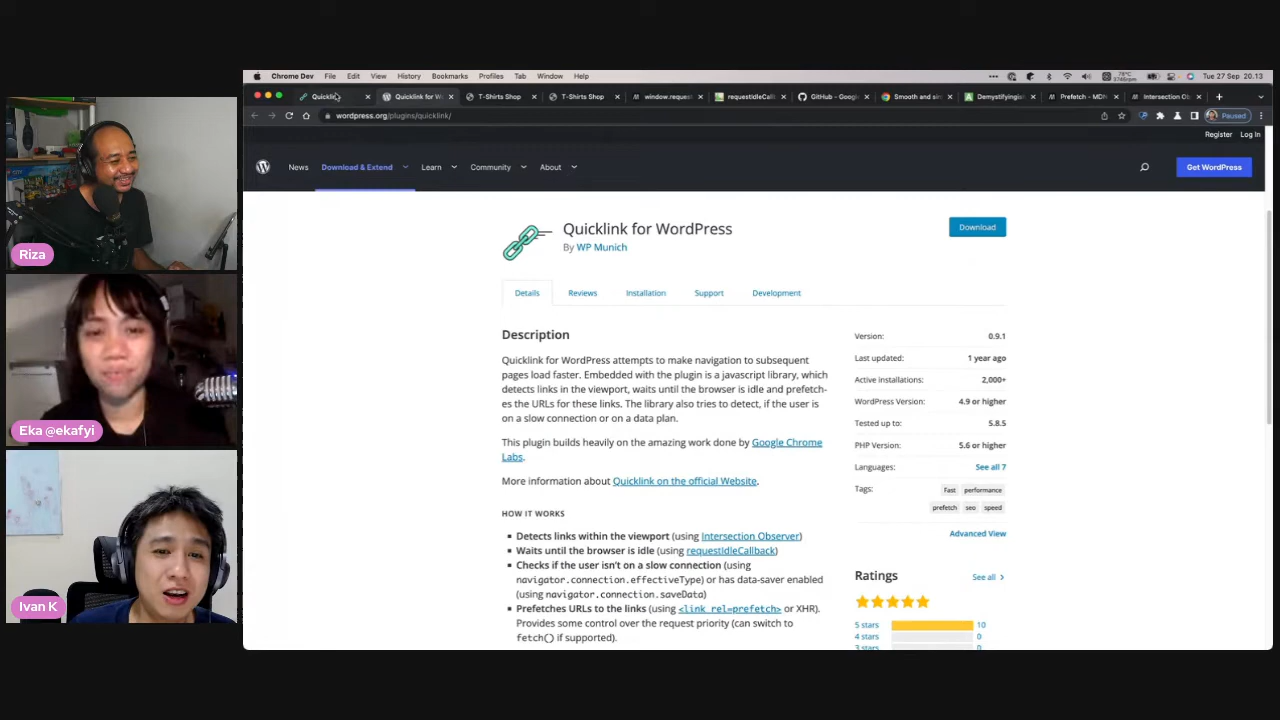 Chrome Dev File Edit View History Bookmarks Profiles Tab Window Help
Tue 27 Sep 20.13
Quicklink
Quicklink for W
T-Shirts Shop
T-Shirts Shop
window.request
requestIdleCall
GitHub - Googl
Smooth and si
Demystifying
Prefetch - MDN
Intersection Ob
wordpress.org/plugins/quicklink/
Paused
Register Log In
News Download & Extend Learn Community About
Get WordPress
Quicklink for WordPress
By WP Munich
Download
Details Reviews Installation Support Development
Description
Quicklink for WordPress attempts to make navigation to subsequent
pages load faster. Embedded with the plugin is a javascript library, which
detects links in the viewport, waits until the browser is idle and prefetch-
es the URLs for these links. The library also tries to detect, if the user is
on a slow connection or on a data plan.
This plugin builds heavily on the amazing work done by Google Chrome
Labs.
More information about Quicklink on the official Website.
HOW IT WORKS
Detects links within the viewport (using Intersection Observer)
Waits until the browser is idle (using requestIdleCallback)
Checks if the user isn't on a slow connection (using
navigator.connection.effectiveType) or has data-saver enabled
(using navigator.connection.saveData)
Prefetches URLs to the links (using <link rel=prefetch> or XHR).
Provides some control over the request priority (can switch to
fetch() if supported).
Version: 0.9.1
Last updated: 1 year ago
Active installations: 2,000+
WordPress Version: 4.9 or higher
Tested up to: 5.8.5
PHP Version: 5.6 or higher
Languages: See all 7
Tags: Fast performance
prefetch seo speed
Advanced View
Ratings See all
5 stars 10
4 stars 0
3 stars 0
Riza
Eka @ekafyi
Ivan K